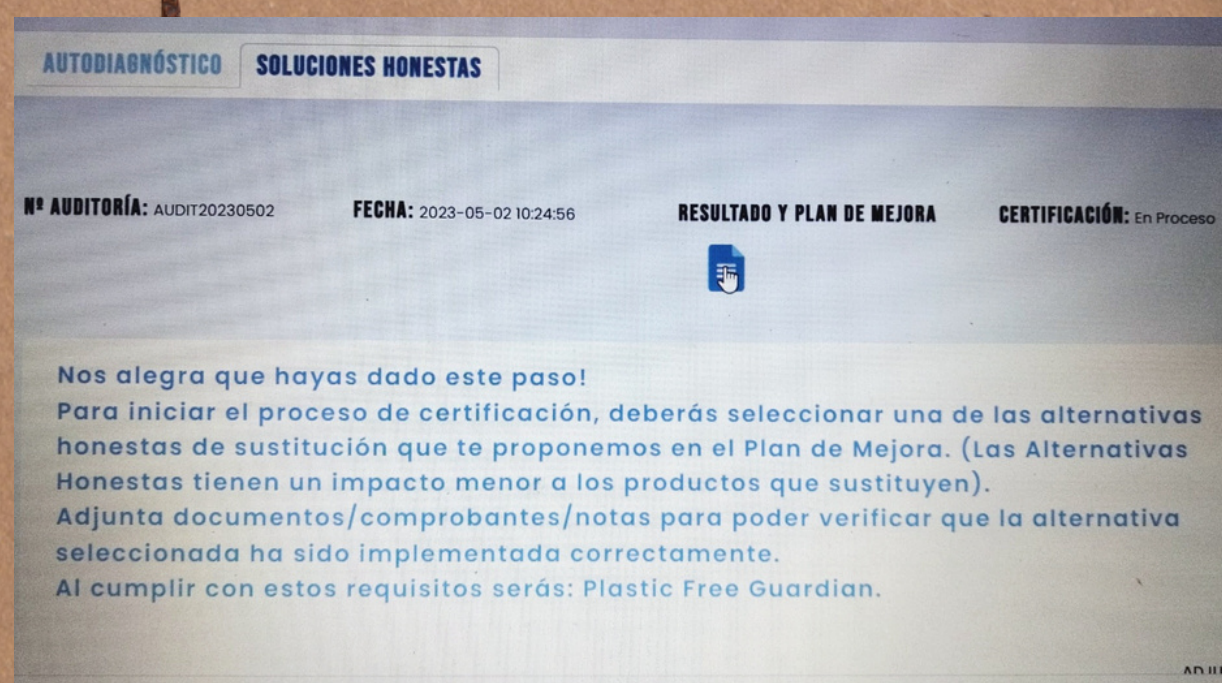 AUTODIAGNÓSTICO SOLUCIONES HONESTAS
Nº AUDITORÍA: AUDIT20230502 FECHA: 2023-05-02 10:24:56 RESULTADO Y PLAN DE MEJORA CERTIFICACIÓN: En Proceso
Nos alegra que hayas dado este paso!
Para iniciar el proceso de certificación, deberás seleccionar una de las alternativas
honestas de sustitución que te proponemos en el Plan de Mejora. (Las Alternativas
Honestas tienen un impacto menor a los productos que sustituyen).
Adjunta documentos/comprobantes/notas para poder verificar que la alternativa
seleccionada ha sido implementada correctamente.
Al cumplir con estos requisitos serás: Plastic Free Guardian.